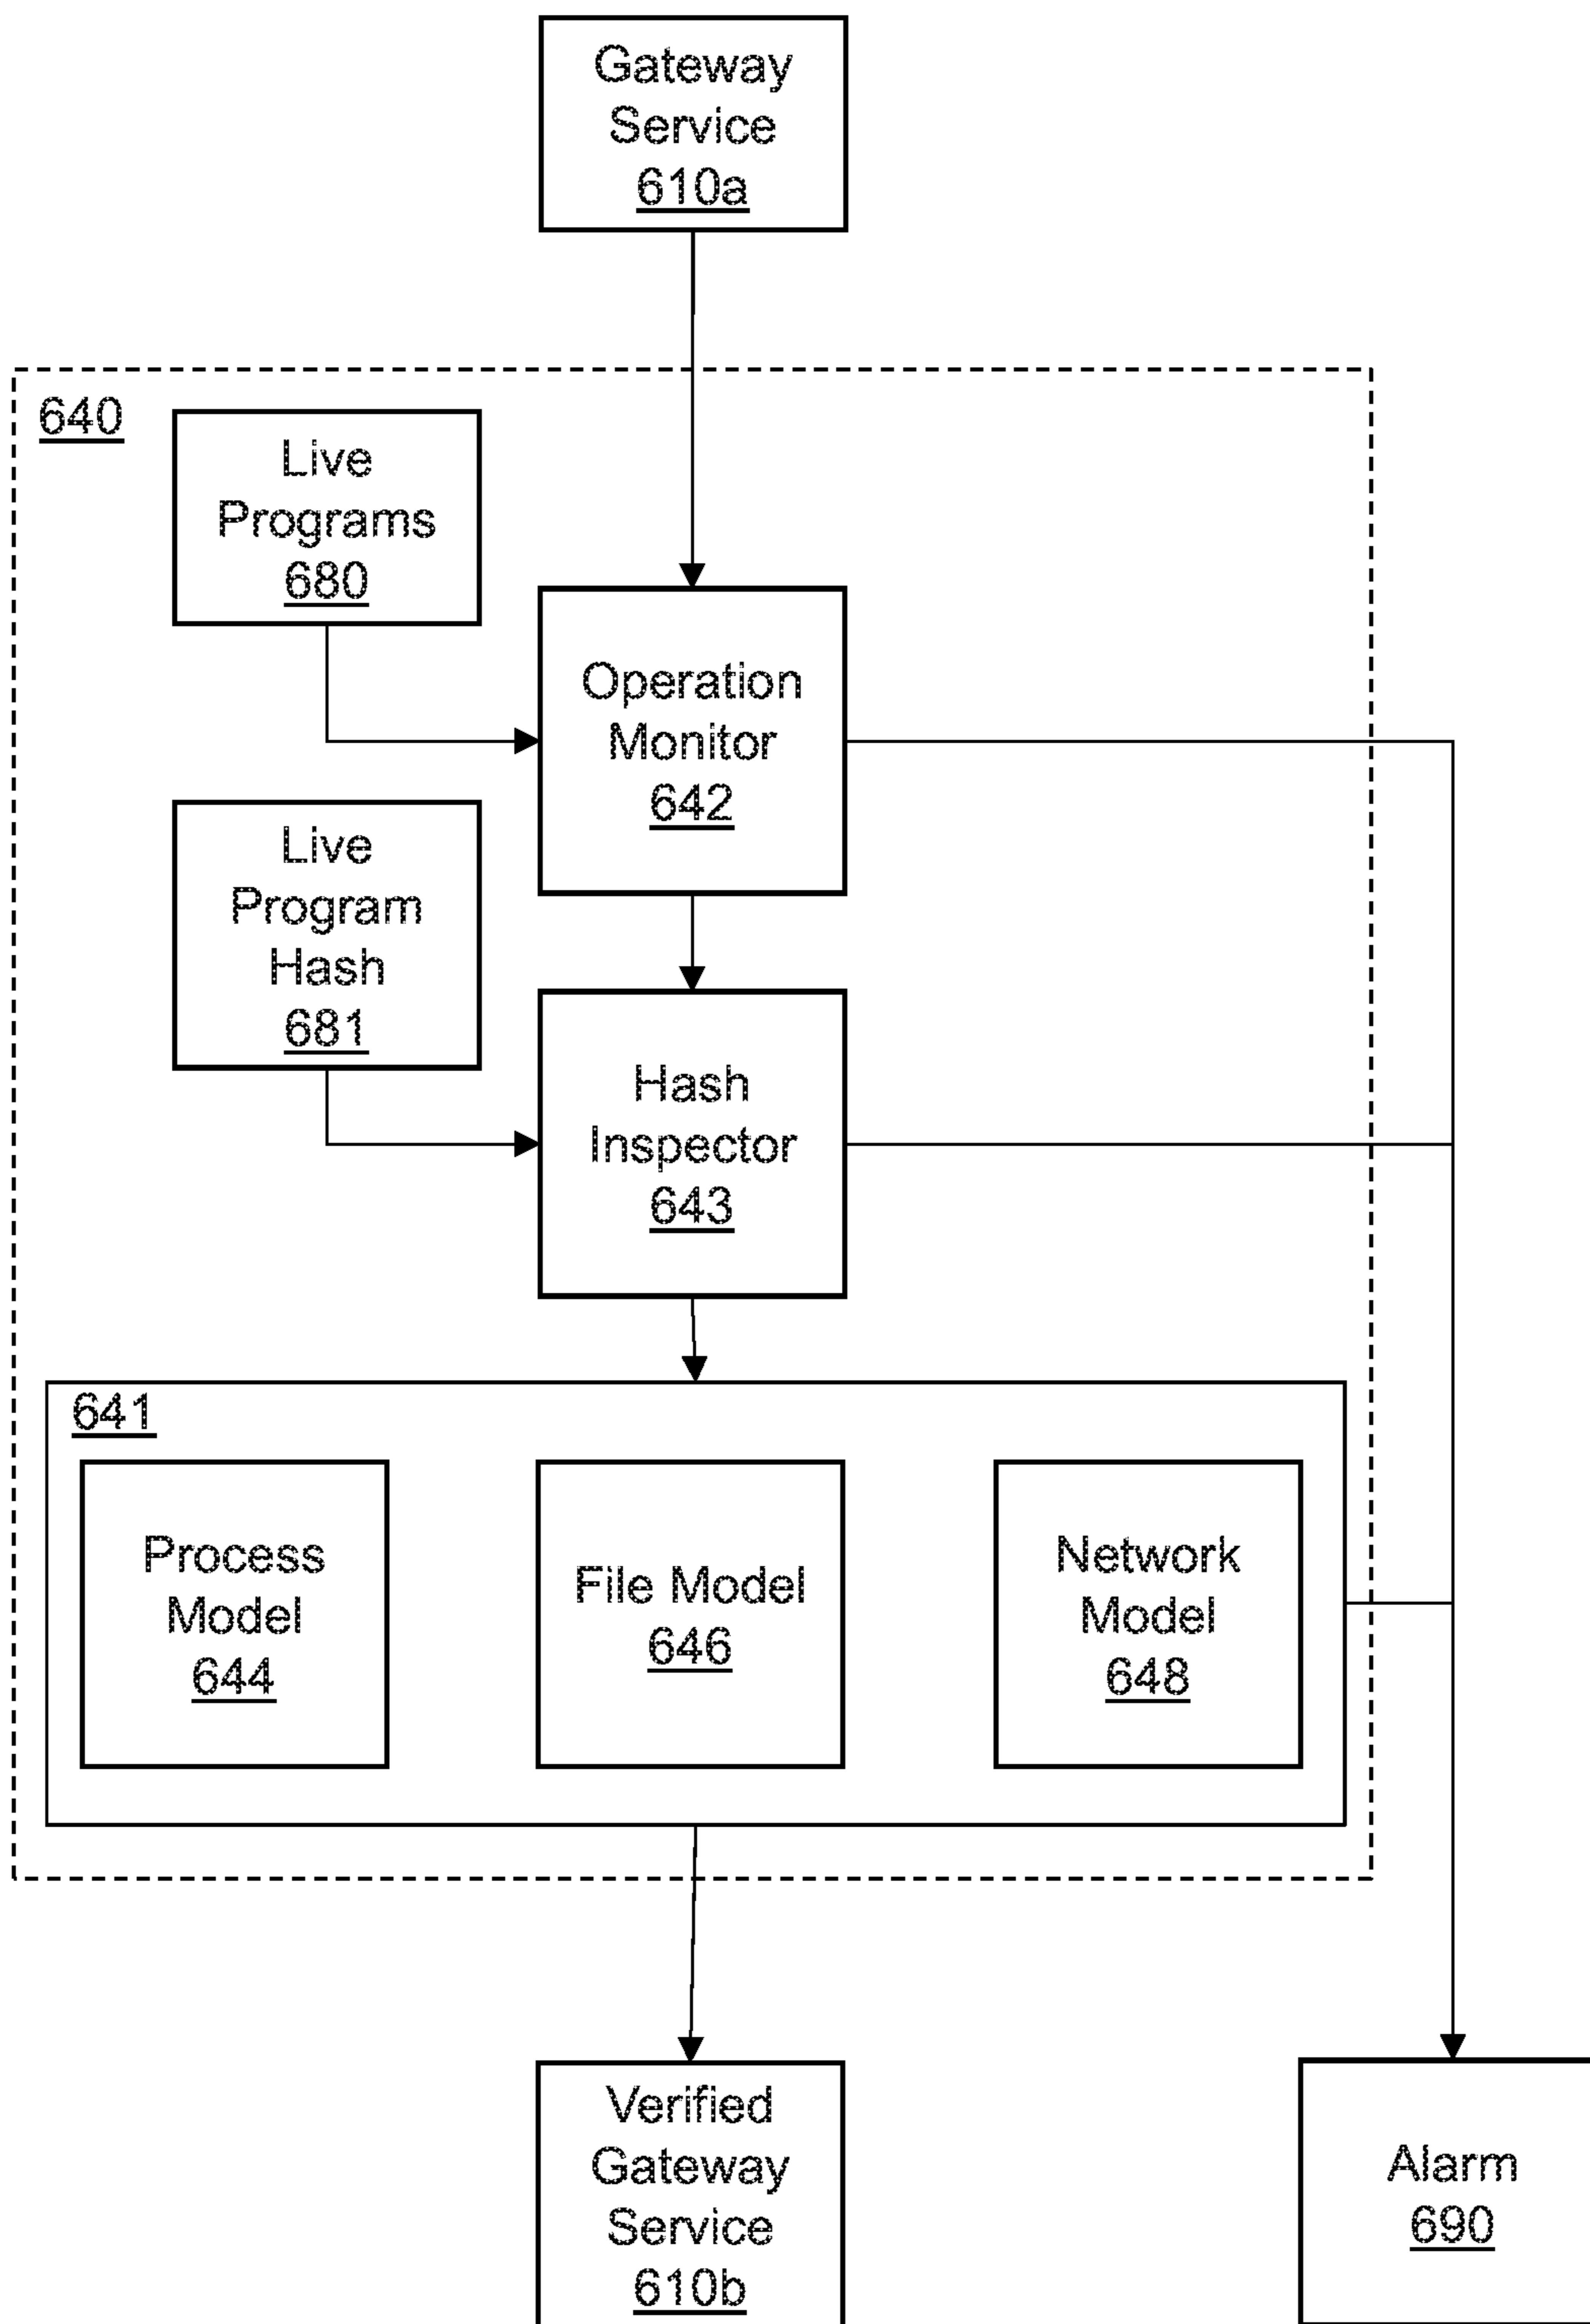 Gateway
Service
610a
640
Live
Programs
680
Operation
Monitor
642
Live
Program
Hash
681
Hash
Inspector
643
641
Process
Model
644
File Model
646
Network
Model
648
Verified
Gateway
Service
610b
Alarm
690